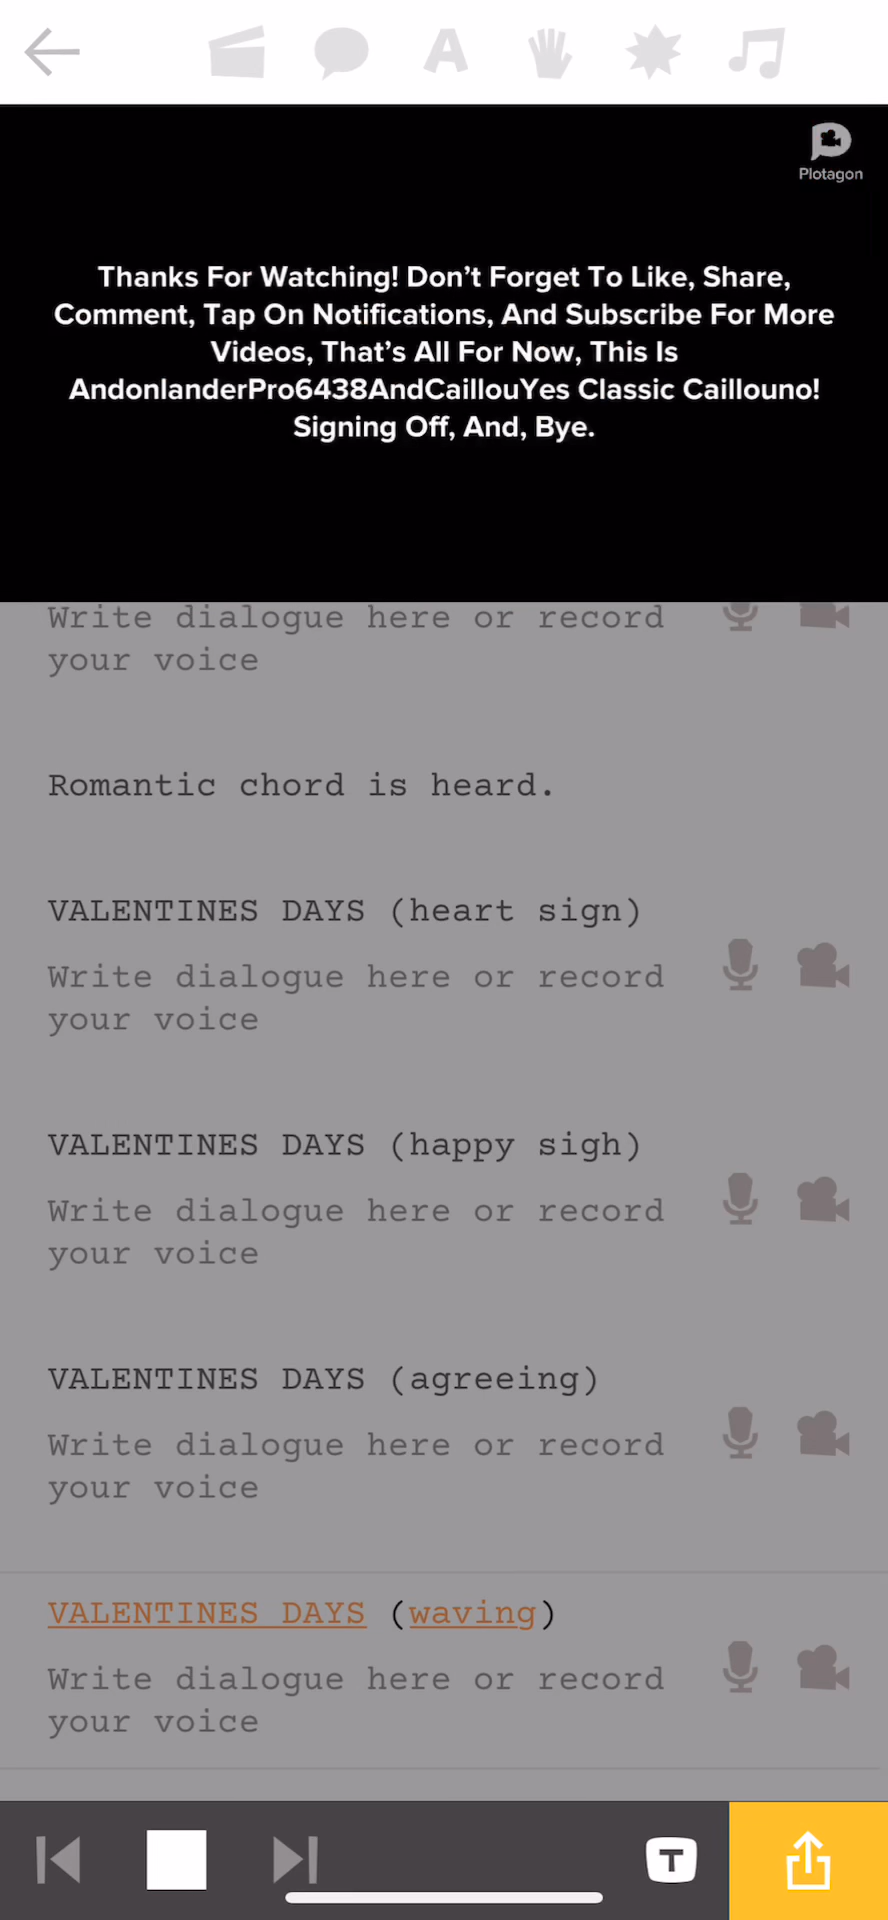 A
Plotagon
Thanks For Watching! Don’t Forget To Like, Share,
Comment, Tap On Notifications, And Subscribe For More
Videos, That’s All For Now, This Is
AndonlanderPro6438AndCaillouYes Classic Caillouno!
Signing Off, And, Bye.
Write dialogue here or record
your voice
Romantic chord is heard.
VALENTINES DAYS (heart sign)
Write dialogue here or record
your voice
VALENTINES DAYS (happy sigh)
Write dialogue here or record
your voice
VALENTINES DAYS (agreeing)
Write dialogue here or record
your voice
VALENTINES DAYS (waving)
Write dialogue here or record
your voice
T